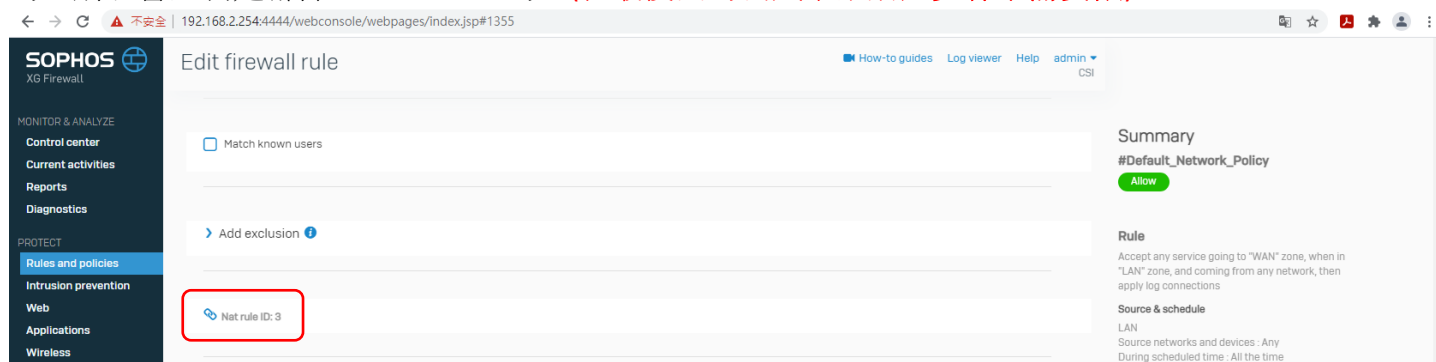 不安全 | 192.168.2.254:4444/webconsole/webpages/index.jsp#1355
SOPHOS
XG Firewall
Edit firewall rule
How-to guides Log viewer Help admin
CSI
MONITOR & ANALYZE
Control center
Current activities
Reports
Diagnostics
PROTECT
Rules and policies
Intrusion prevention
Web
Applications
Wireless
Match known users
Add exclusion
Nat rule ID: 3
Summary
#Default_Network_Policy
Allow
Rule
Accept any service going to "WAN" zone, when in
"LAN" zone, and coming from any network, then
apply log connections
Source & schedule
LAN
Source networks and devices : Any
During scheduled time : All the time